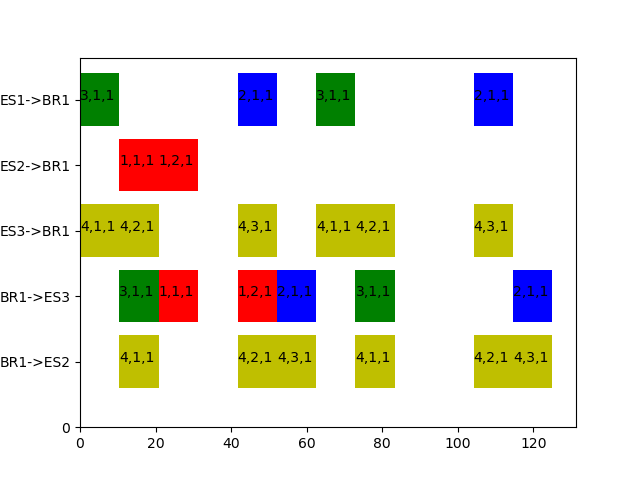 ES1->BR1 3,1,1 2,1,1 3,1,1 2,1,1
ES2->BR1 1,1,1 1,2,1
ES3->BR1 4,1,1 4,2,1 4,3,1 4,1,1 4,2,1 4,3,1
BR1->ES3 3,1,1 1,1,1 1,2,1 2,1,1 3,1,1 2,1,1
BR1->ES2 4,1,1 4,2,1 4,3,1 4,1,1 4,2,1 4,3,1
0
0 20 40 60 80 100 120